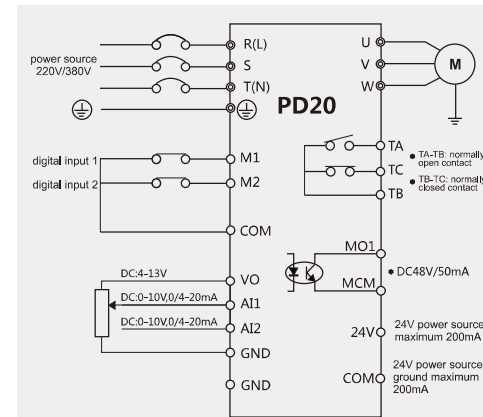 R(L)
power source
220V/380V
S
T(N)
PD20
digital input 1
M1
digital input 2
M2
COM
DC:4-13V
VO
DC:0-10V,0/4-20mA
AI1
DC:0-10V,0/4-20mA
AI2
GND
GND
U
V
M
W
TA
TA-TB: normally
open contact
TC
TB-TC: normally
closed contact
TB
MO1
DC48V/50mA
MCM
24V
24V power source
maximum 200mA
24V power source
COM
ground maximum
200mA